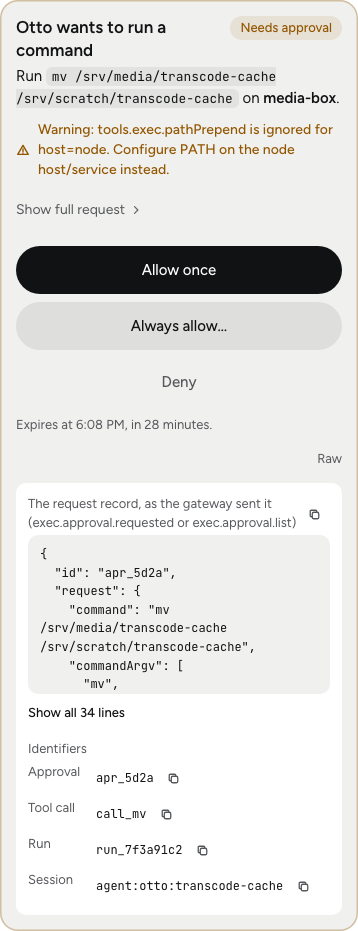 Otto wants to run a
command
Needs approval
Run mv /srv/media/transcode-cache
/srv/scratch/transcode-cache on media-box.
Warning: tools.exec.pathPrepend is ignored for
host=node. Configure PATH on the node
host/service instead.
Show full request
Allow once
Always allow...
Deny
Expires at 6:08 PM, in 28 minutes.
Raw
The request record, as the gateway sent it
(exec.approval.requested or exec.approval.list)
{
  "id": "apr_5d2a",
  "request": {
    "command": "mv
/srv/media/transcode-cache
/srv/scratch/transcode-cache",
    "commandArgv": [
      "mv",
Show all 34 lines
Identifiers
Approval apr_5d2a
Tool call call_mv
Run run_7f3a91c2
Session agent:otto:transcode-cache